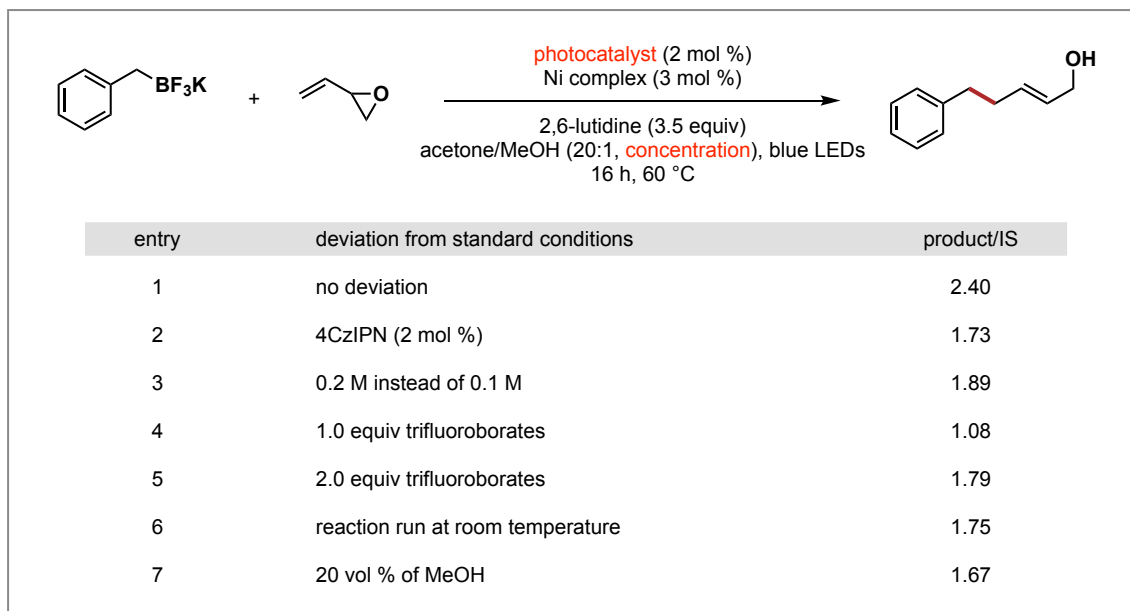 photocatalyst (2 mol %)
Ni complex (3 mol %)
BF3K
+
O
OH
2,6-lutidine (3.5 equiv)
acetone/MeOH (20:1, concentration), blue LEDs
16 h, 60 °C
entry deviation from standard conditions product/IS
1 no deviation 2.40
2 4CzIPN (2 mol %) 1.73
3 0.2 M instead of 0.1 M 1.89
4 1.0 equiv trifluoroborates 1.08
5 2.0 equiv trifluoroborates 1.79
6 reaction run at room temperature 1.75
7 20 vol % of MeOH 1.67